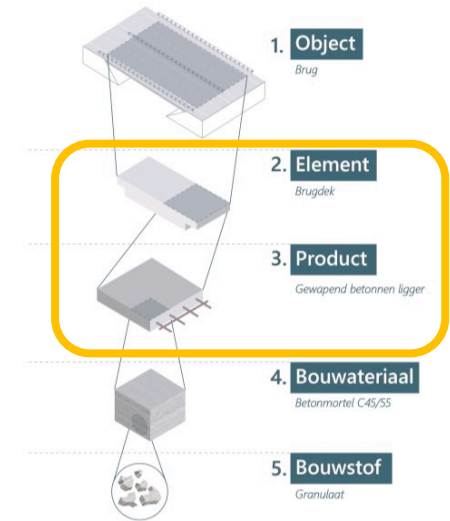 1. Object
Brug
2. Element
Brugdek
3. Product
Gewapend betonnen ligger
4. Bouwateriaal
Betonmortel C45/55
5. Bouwstof
Granulaat